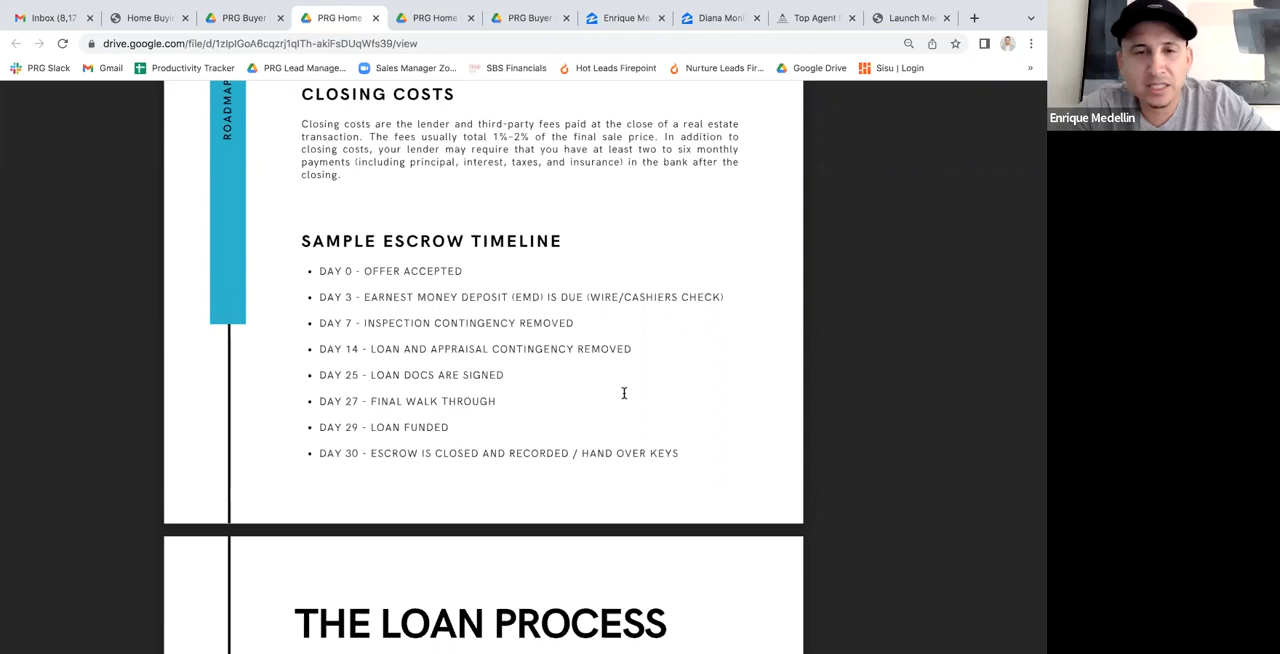 Inbox (8,17
Home Buyi
PRG Buyer
PRG Home
PRG Home
PRG Buyer
Enrique Me
Diana Moni
Top Agent
Launch Me
drive.google.com/file/d/1zIpIGoA6cqzrj1qITh-akiFsDUqWfs39/view
PRG Slack
Gmail
Productivity Tracker
PRG Lead Manage...
Sales Manager Zo...
SBS Financials
Hot Leads Firepoint
Nurture Leads Fir...
Google Drive
Sisu | Login
»
Enrique Medellin
ROADMAP
CLOSING COSTS
Closing costs are the lender and third-party fees paid at the close of a real estate
transaction. The fees usually total 1%-2% of the final sale price. In addition to
closing costs, your lender may require that you have at least two to six monthly
payments (including principal, interest, taxes, and insurance) in the bank after the
closing.
SAMPLE ESCROW TIMELINE
• DAY 0 - OFFER ACCEPTED
• DAY 3 - EARNEST MONEY DEPOSIT (EMD) IS DUE (WIRE/CASHIERS CHECK)
• DAY 7 - INSPECTION CONTINGENCY REMOVED
• DAY 14 - LOAN AND APPRAISAL CONTINGENCY REMOVED
• DAY 25 - LOAN DOCS ARE SIGNED
• DAY 27 - FINAL WALK THROUGH
• DAY 29 - LOAN FUNDED
• DAY 30 - ESCROW IS CLOSED AND RECORDED / HAND OVER KEYS
THE LOAN PROCESS